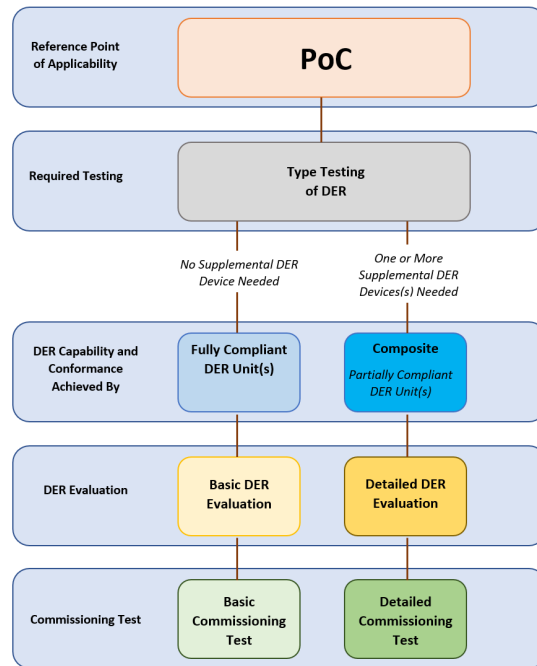 Reference Point
of Applicability
PoC
Required Testing
Type Testing
of DER
No Supplemental DER
Device Needed
One or More
Supplemental DER
Devices(s) Needed
DER Capability and
Conformance
Achieved By
Fully Compliant
DER Unit(s)
Composite
Partially Compliant
DER Unit(s)
DER Evaluation
Basic DER
Evaluation
Detailed DER
Evaluation
Commissioning Test
Basic
Commissioning
Test
Detailed
Commissioning
Test